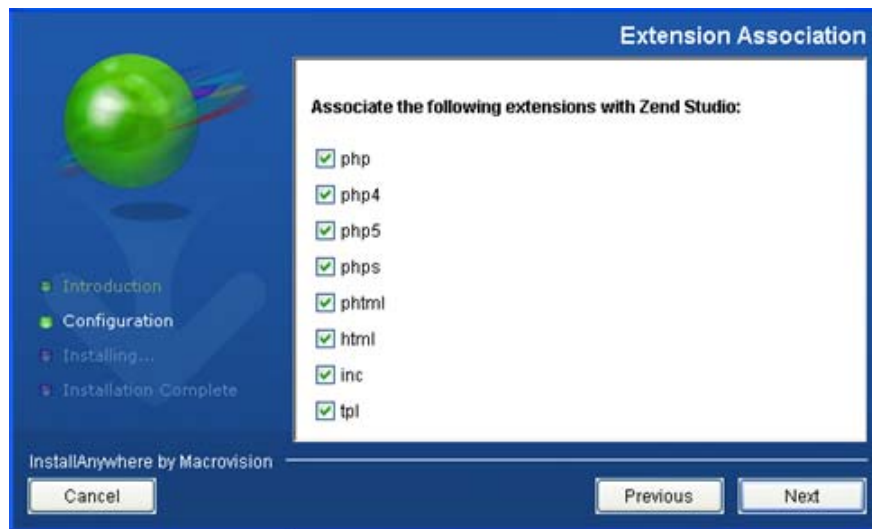 Extension Association
Associate the following extensions with Zend Studio:
php
php4
php5
phps
phtml
html
inc
tpl
Introduction
Configuration
Installing...
Installation Complete
InstallAnywhere by Macrovision
Cancel
Previous
Next